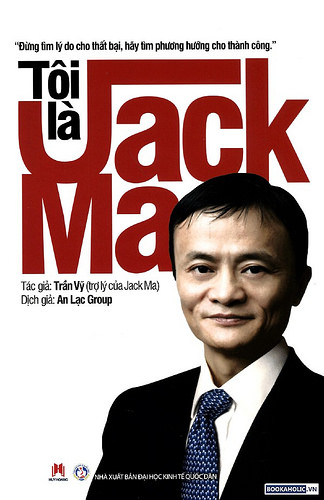 “Đừng tìm lý do cho thất bại, hãy tìm phương hướng cho thành công.”
Tôi
là
Jack
Ma
Tác giả: Trần Vỹ (trợ lý của Jack Ma)
Dịch giả: An Lạc Group
HUY HOANG
NHÀ XUẤT BẢN ĐẠI HỌC KINH TẾ QUỐC DÂN
BOOKAHOLIC.VN